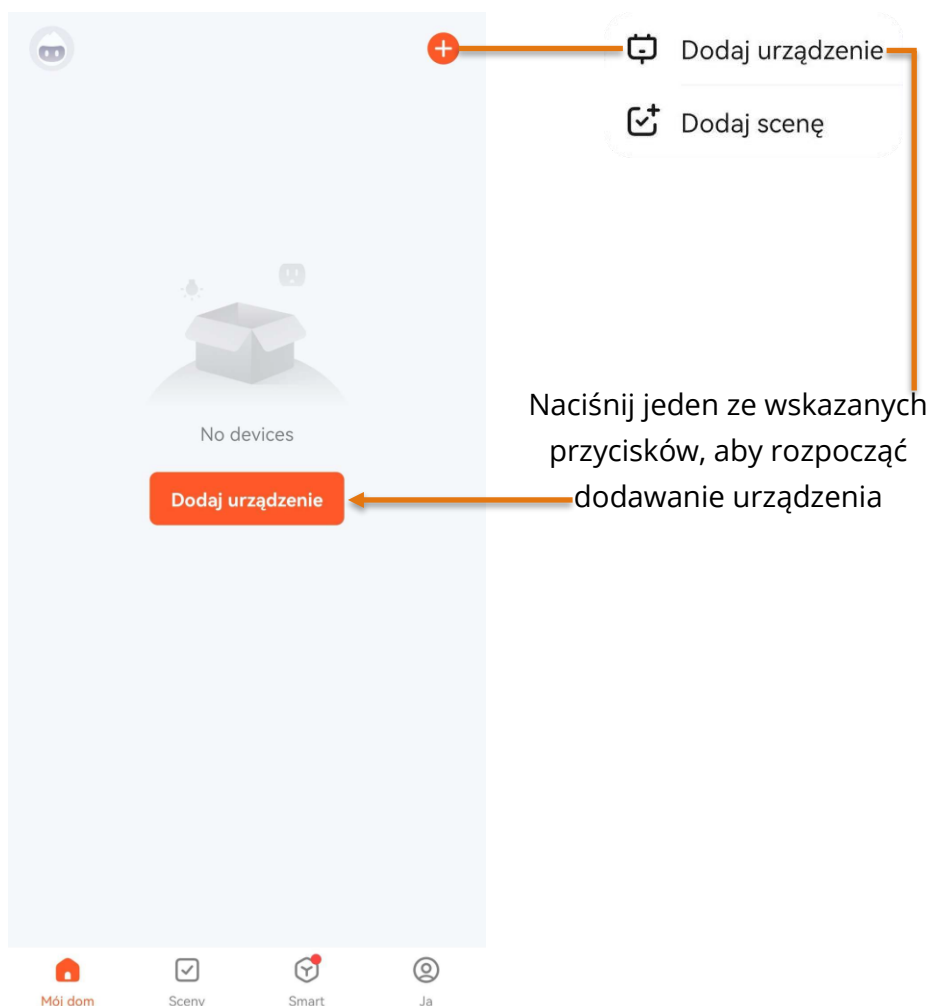 Dodaj urządzenie
Dodaj scenę
Naciśnij jeden ze wskazanych
przycisków, aby rozpocząć
dodawanie urządzenia
No devices
Dodaj urządzenie
Mój dom
Sceny
Smart
Ja